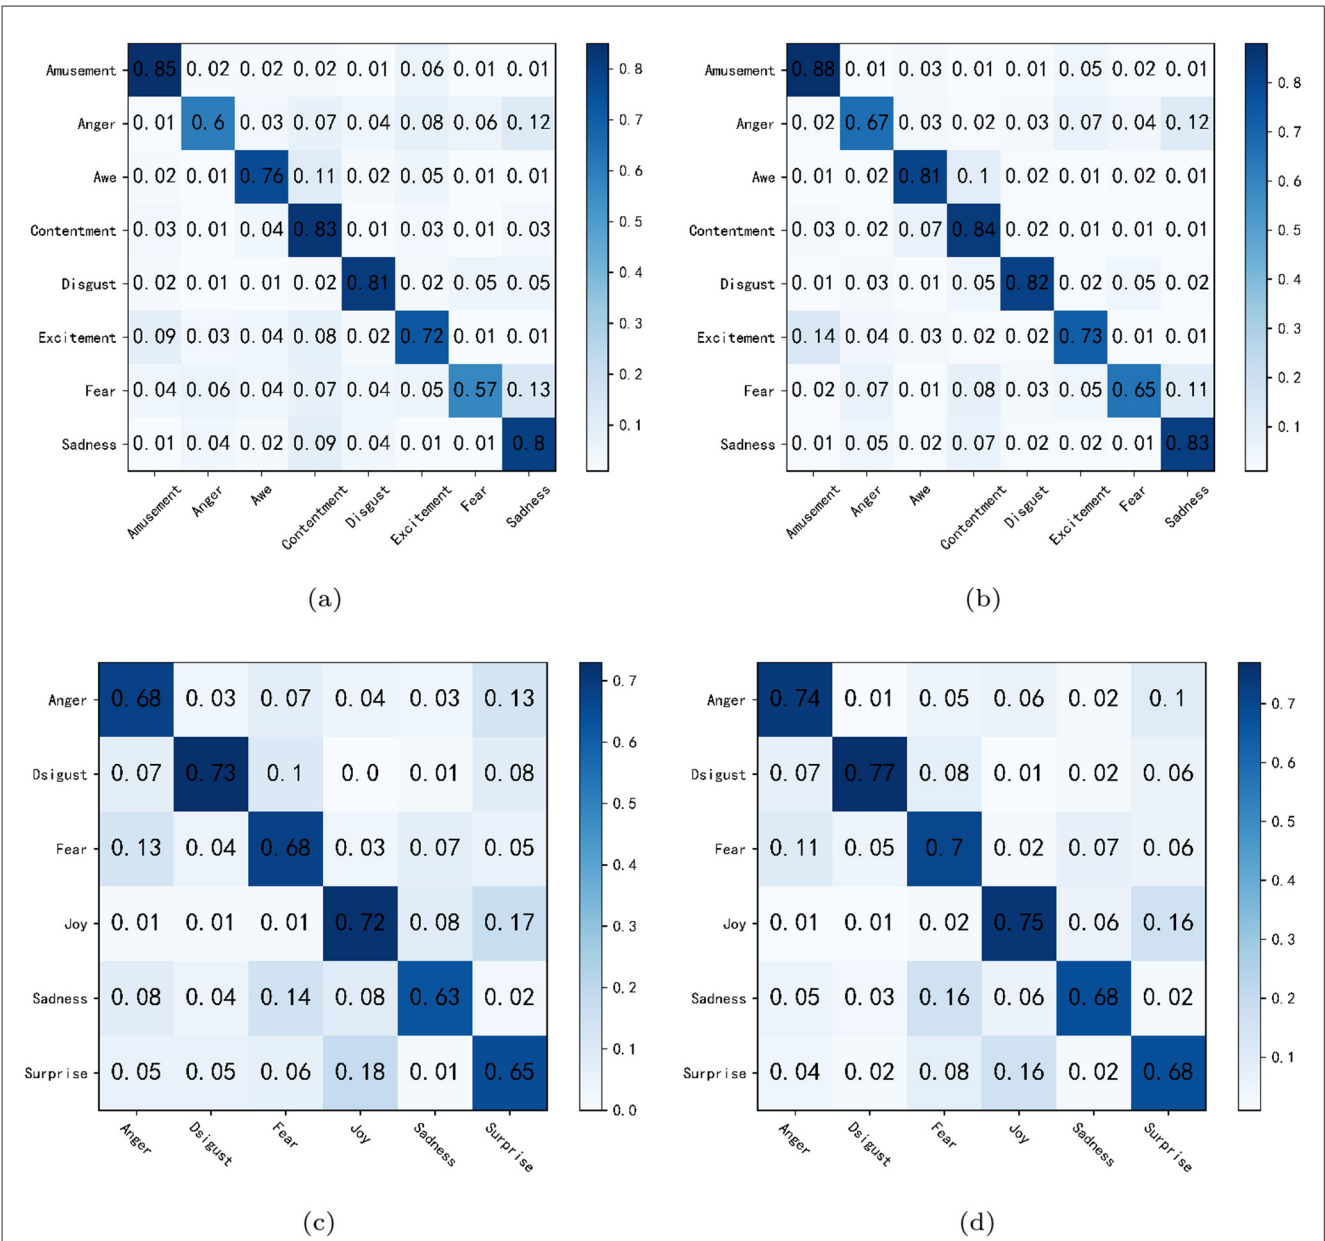 Amusement 0.85 0.02 0.02 0.02 0.01 0.06 0.01 0.01
Anger 0.01 0.6 0.03 0.07 0.04 0.08 0.06 0.12
Awe 0.02 0.01 0.76 0.11 0.02 0.05 0.01 0.01
Contentment 0.03 0.01 0.04 0.83 0.01 0.03 0.01 0.03
Disgust 0.02 0.01 0.01 0.02 0.81 0.02 0.05 0.05
Excitement 0.09 0.03 0.04 0.08 0.02 0.72 0.01 0.01
Fear 0.04 0.06 0.04 0.07 0.04 0.05 0.57 0.13
Sadness 0.01 0.04 0.02 0.09 0.04 0.01 0.01 0.8
Amusement Anger Awe Contentment Disgust Excitement Fear Sadness
0.8
0.7
0.6
0.5
0.4
0.3
0.2
0.1
(a)
Amusement 0.88 0.01 0.03 0.01 0.01 0.05 0.02 0.01
Anger 0.02 0.67 0.03 0.02 0.03 0.07 0.04 0.12
Awe 0.01 0.02 0.81 0.1 0.02 0.01 0.02 0.01
Contentment 0.03 0.02 0.07 0.84 0.02 0.01 0.01 0.01
Disgust 0.01 0.03 0.01 0.05 0.82 0.02 0.05 0.02
Excitement 0.14 0.04 0.03 0.02 0.02 0.73 0.01 0.01
Fear 0.02 0.07 0.01 0.08 0.03 0.05 0.65 0.11
Sadness 0.01 0.05 0.02 0.07 0.02 0.02 0.01 0.83
Amusement Anger Awe Contentment Disgust Excitement Fear Sadness
0.8
0.7
0.6
0.5
0.4
0.3
0.2
0.1
(b)
Anger 0.68 0.03 0.07 0.04 0.03 0.13
Dsigust 0.07 0.73 0.1 0.0 0.01 0.08
Fear 0.13 0.04 0.68 0.03 0.07 0.05
Joy 0.01 0.01 0.01 0.72 0.08 0.17
Sadness 0.08 0.04 0.14 0.08 0.63 0.02
Surprise 0.05 0.05 0.06 0.18 0.01 0.65
Anger Dsigust Fear Joy Sadness Surprise
0.7
0.6
0.5
0.4
0.3
0.2
0.1
0.0
(c)
Anger 0.74 0.01 0.05 0.06 0.02 0.1
Dsigust 0.07 0.77 0.08 0.01 0.02 0.06
Fear 0.11 0.05 0.7 0.02 0.07 0.06
Joy 0.01 0.01 0.02 0.75 0.06 0.16
Sadness 0.05 0.03 0.16 0.06 0.68 0.02
Surprise 0.04 0.02 0.08 0.16 0.02 0.68
Anger Dsigust Fear Joy Sadness Surprise
0.7
0.6
0.5
0.4
0.3
0.2
0.1
(d)